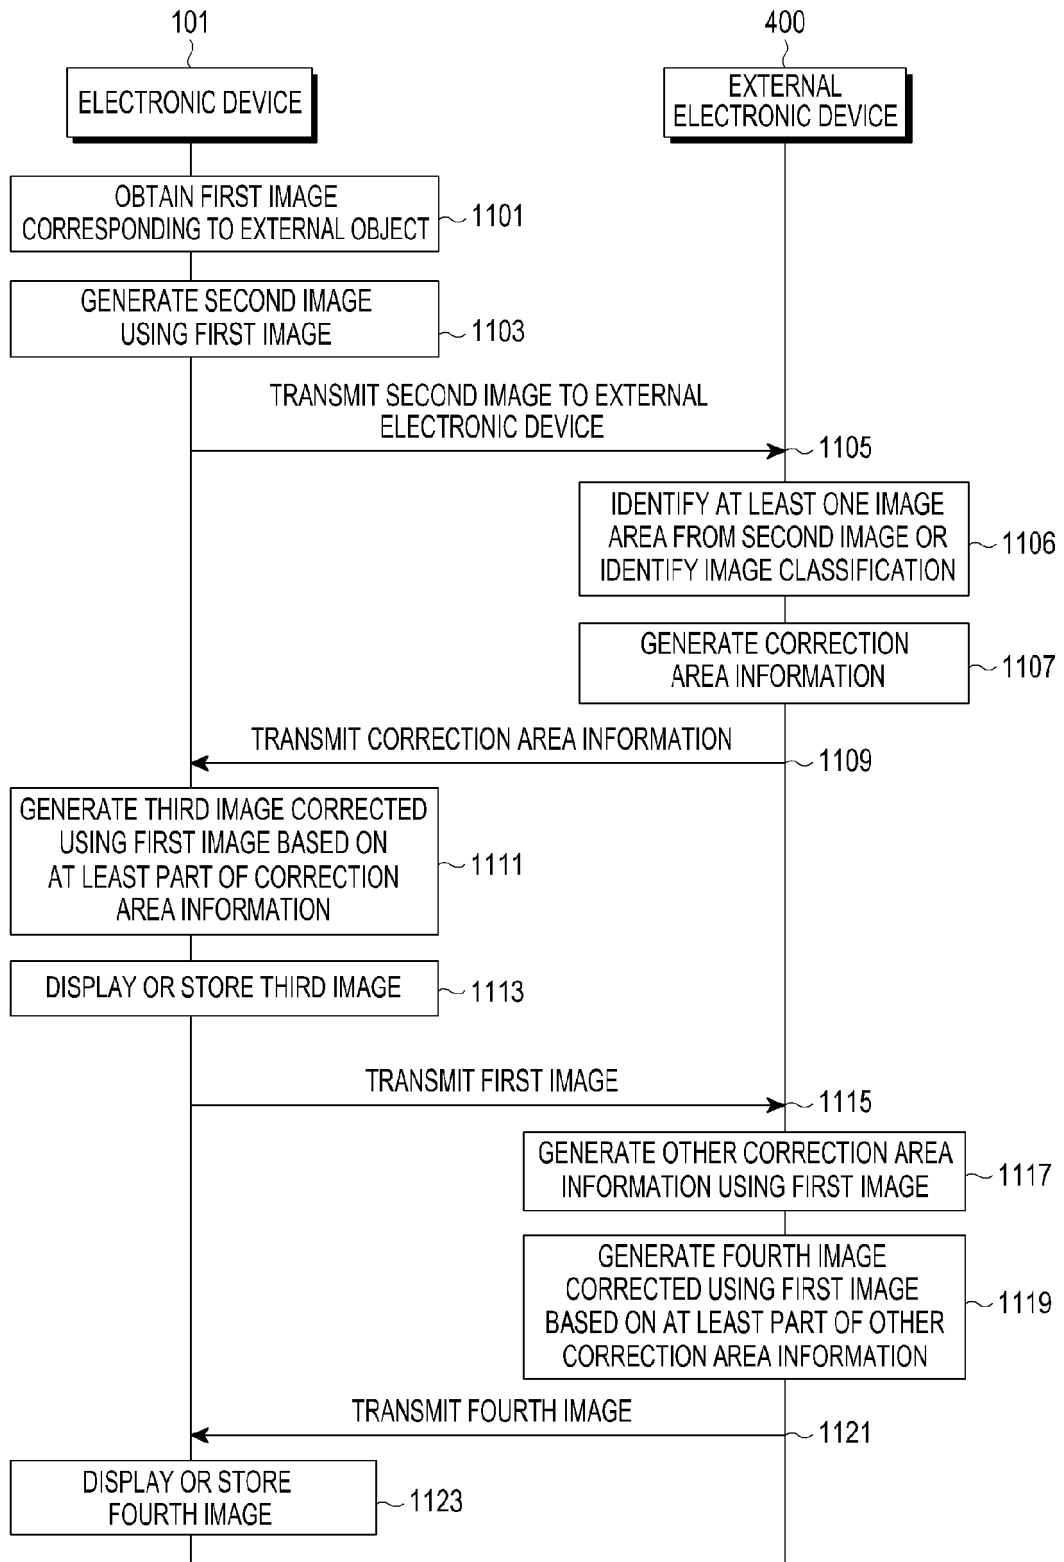 101
400
ELECTRONIC DEVICE
EXTERNAL
ELECTRONIC DEVICE
OBTAIN FIRST IMAGE
CORRESPONDING TO EXTERNAL OBJECT
1101
GENERATE SECOND IMAGE
USING FIRST IMAGE
1103
TRANSMIT SECOND IMAGE TO EXTERNAL
ELECTRONIC DEVICE
1105
IDENTIFY AT LEAST ONE IMAGE
AREA FROM SECOND IMAGE OR
IDENTIFY IMAGE CLASSIFICATION
1106
GENERATE CORRECTION
AREA INFORMATION
1107
TRANSMIT CORRECTION AREA INFORMATION
1109
GENERATE THIRD IMAGE CORRECTED
USING FIRST IMAGE BASED ON
AT LEAST PART OF CORRECTION
AREA INFORMATION
1111
DISPLAY OR STORE THIRD IMAGE
1113
TRANSMIT FIRST IMAGE
1115
GENERATE OTHER CORRECTION AREA
INFORMATION USING FIRST IMAGE
1117
GENERATE FOURTH IMAGE
CORRECTED USING FIRST IMAGE
BASED ON AT LEAST PART OF OTHER
CORRECTION AREA INFORMATION
1119
TRANSMIT FOURTH IMAGE
1121
DISPLAY OR STORE
FOURTH IMAGE
1123